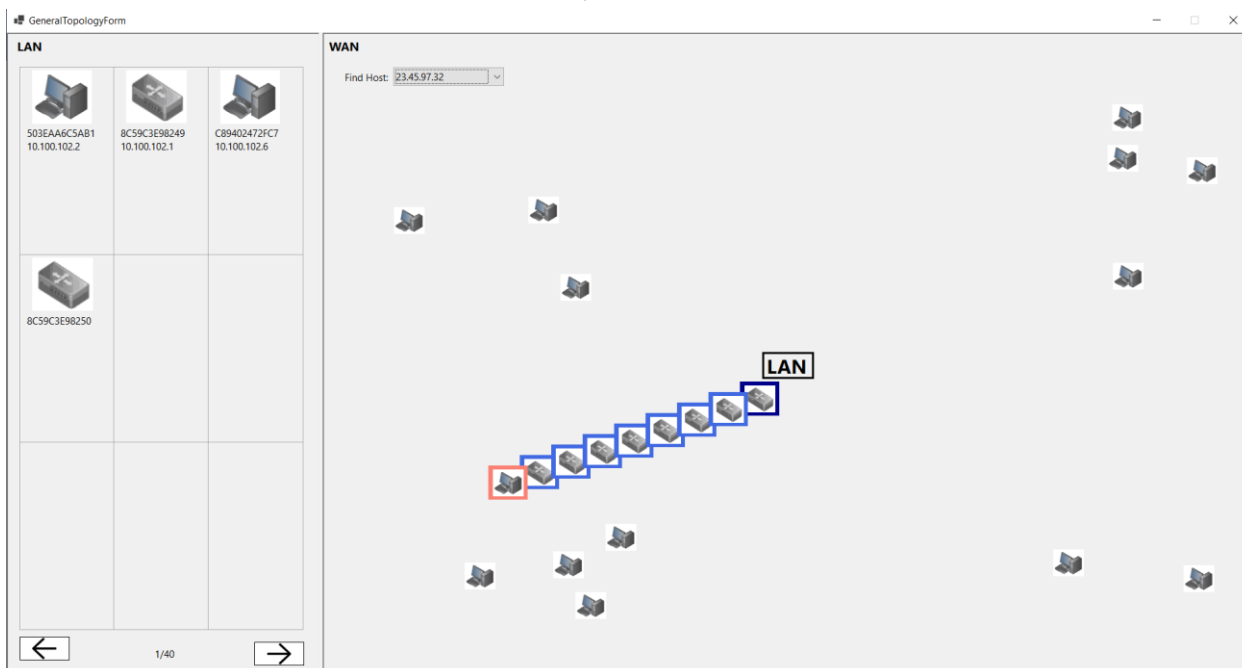 GeneralTopologyForm
LAN
503EAA6C5AB1
10.100.102.2
8C59C3E98249
10.100.102.1
C89402472FC7
10.100.102.6
8C59C3E98250
1/40
WAN
Find Host: 23.45.97.32
LAN